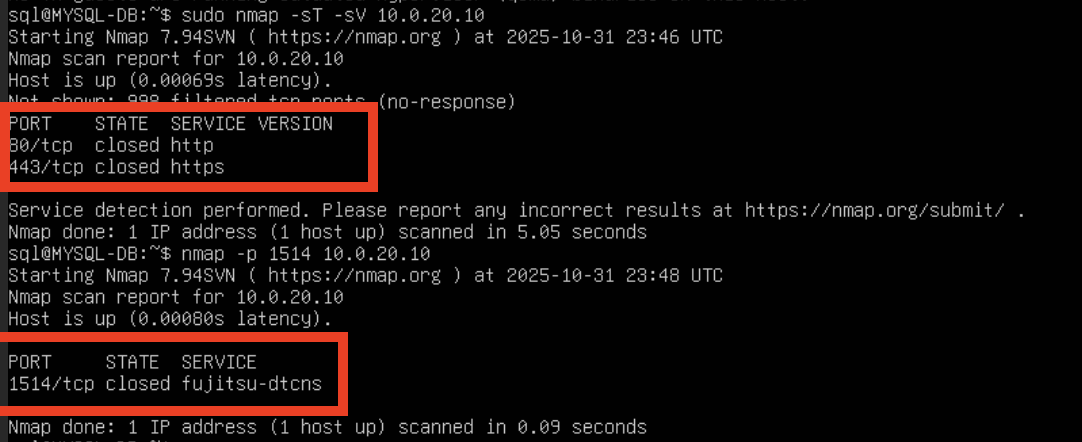 sql@MYSQL-DB:~$ sudo nmap -sT -sV 10.0.20.10
Starting Nmap 7.94SVN ( https://nmap.org ) at 2025-10-31 23:46 UTC
Nmap scan report for 10.0.20.10
Host is up (0.00069s latency).
Not shown: 998 filtered tcp ports (no-response)
PORT    STATE  SERVICE VERSION
80/tcp  closed http
443/tcp closed https
Service detection performed. Please report any incorrect results at https://nmap.org/submit/ .
Nmap done: 1 IP address (1 host up) scanned in 5.05 seconds
sql@MYSQL-DB:~$ nmap -p 1514 10.0.20.10
Starting Nmap 7.94SVN ( https://nmap.org ) at 2025-10-31 23:48 UTC
Nmap scan report for 10.0.20.10
Host is up (0.00080s latency).
PORT     STATE  SERVICE
1514/tcp closed fujitsu-dtcns
Nmap done: 1 IP address (1 host up) scanned in 0.09 seconds